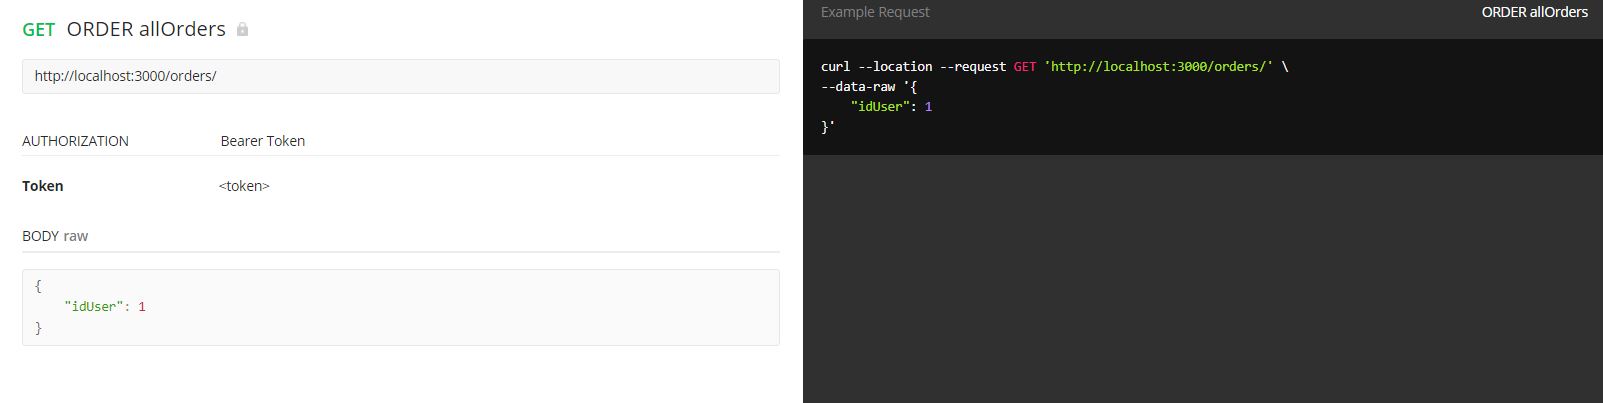 GET ORDER allOrders
http://localhost:3000/orders/
AUTHORIZATION Bearer Token
Token <token>
BODY raw
{
    "idUser": 1
}
Example Request ORDER allOrders
curl --location --request GET 'http://localhost:3000/orders/' \
--data-raw '{
    "idUser": 1
}'